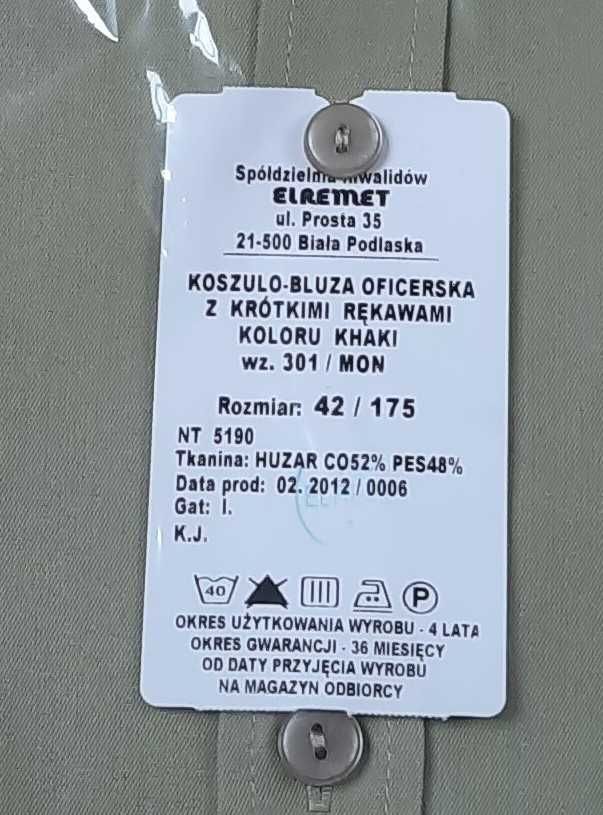 Spółdzielnia Inwalidów
ELREMET
ul. Prosta 35
21-500 Biała Podlaska
KOSZULO-BLUZA OFICERSKA
Z KRÓTKIMI RĘKAWAMI
KOLORU KHAKI
wz. 301 / MON
Rozmiar: 42 / 175
NT 5190
Tkanina: HUZAR CO52% PES48%
Data prod: 02. 2012 / 0006
Gat: I.
K.J.
40 P
OKRES UŻYTKOWANIA WYROBU - 4 LATA
OKRES GWARANCJI - 36 MIESIĘCY
OD DATY PRZYJĘCIA WYROBU
NA MAGAZYN ODBIORCY